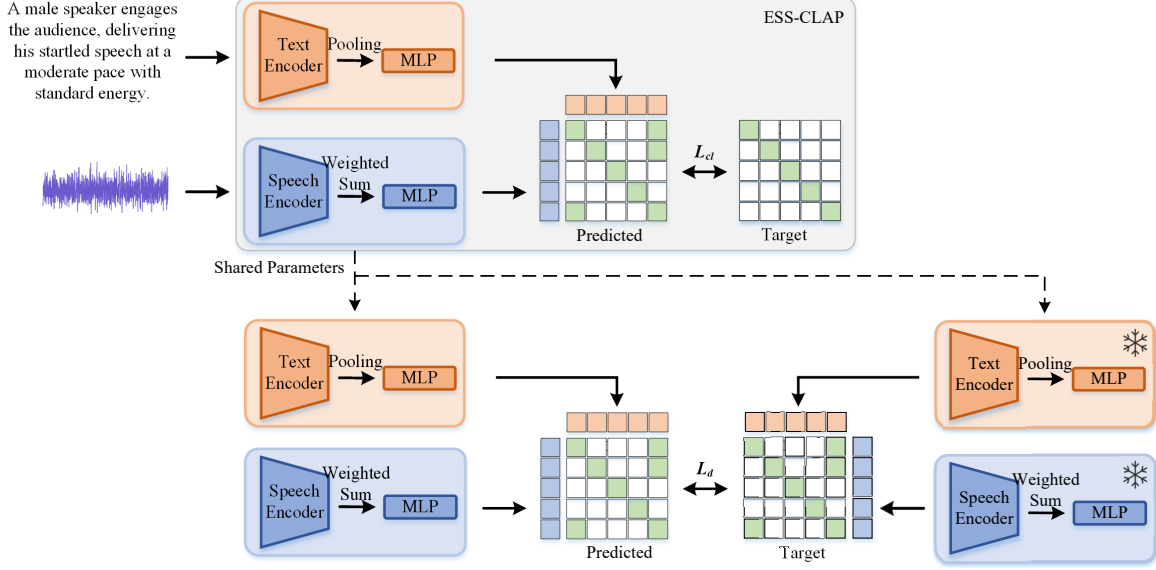 A male speaker engages
the audience, delivering
his startled speech at a
moderate pace with
standard energy.
ESS-CLAP
Text
Encoder
Pooling
MLP
Speech
Encoder
Weighted
Sum
MLP
L_cl
Predicted
Target
Shared Parameters
Text
Encoder
Pooling
MLP
Text
Encoder
Pooling
MLP
Speech
Encoder
Weighted
Sum
MLP
L_d
Speech
Encoder
Weighted
Sum
MLP
Predicted
Target